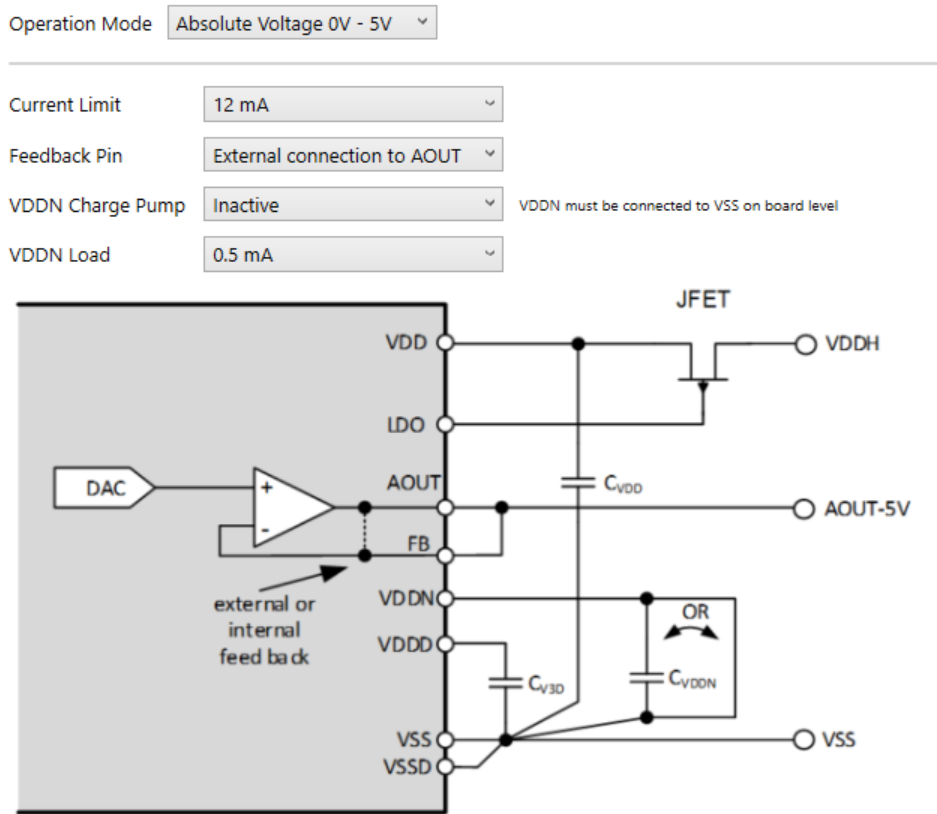 Operation Mode Absolute Voltage 0V - 5V
Current Limit 12 mA
Feedback Pin External connection to AOUT
VDDN Charge Pump Inactive VDDN must be connected to VSS on board level
VDDN Load 0.5 mA
JFET
VDD
VDDH
LDO
DAC
+
-
AOUT
CVDD
AOUT-5V
FB
external or
internal
feed back
VDDN
OR
VDDD
CV3D
CVDDN
VSS
VSS
VSSD